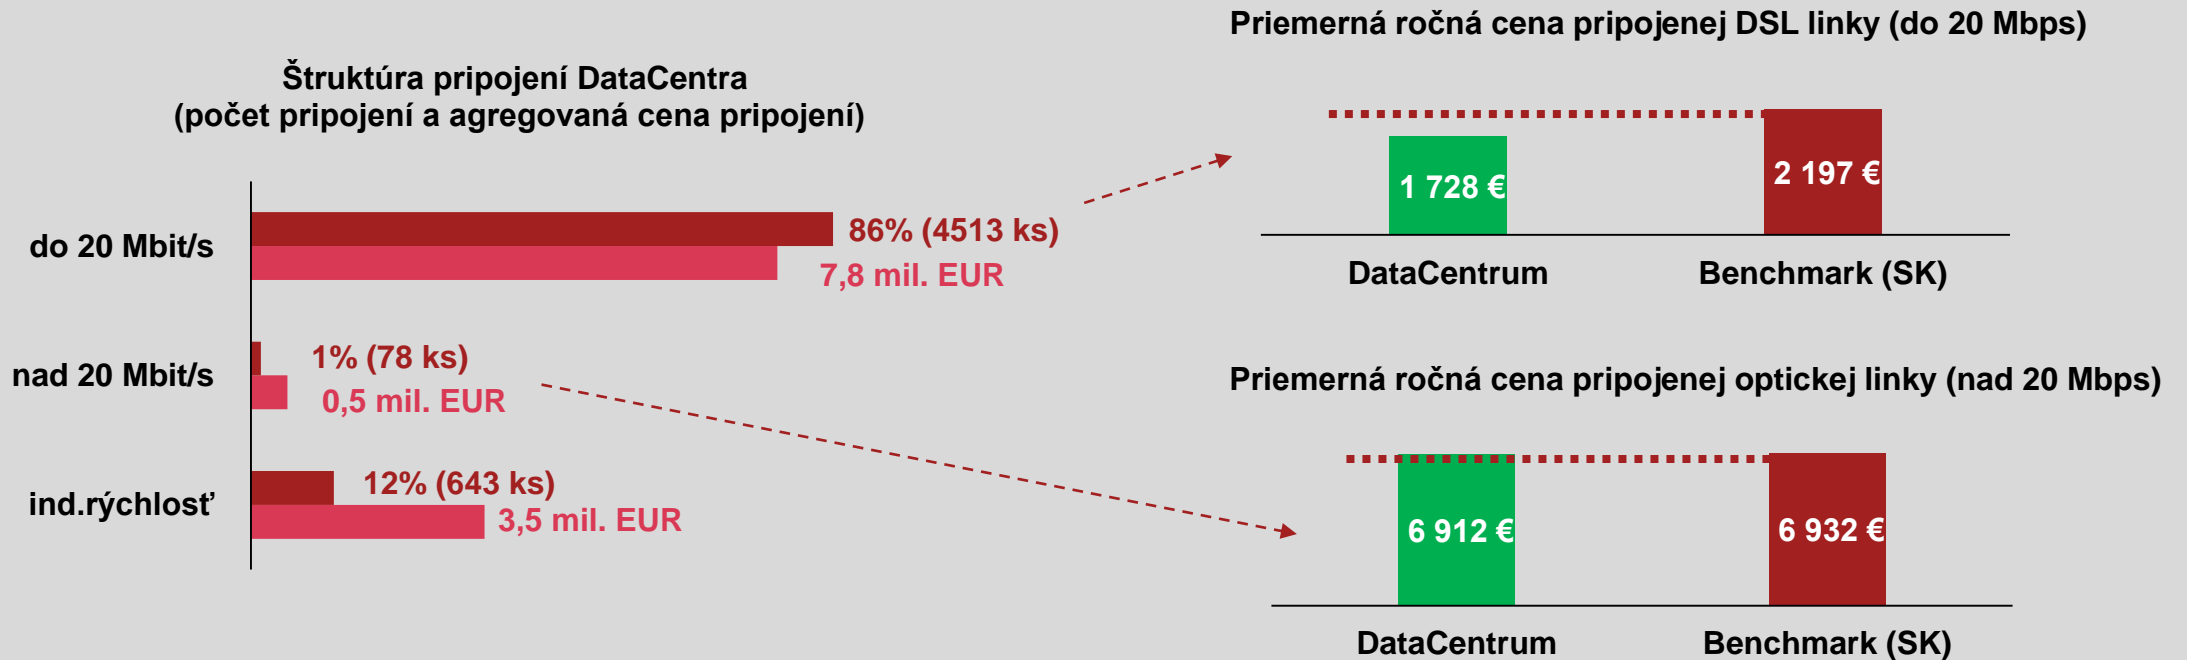 Štruktúra pripojení DataCentra
(počet pripojení a agregovaná cena pripojení)
do 20 Mbit/s
86% (4513 ks)
7,8 mil. EUR
nad 20 Mbit/s
1% (78 ks)
0,5 mil. EUR
ind.rýchlosť
12% (643 ks)
3,5 mil. EUR
Priemerná ročná cena pripojenej DSL linky (do 20 Mbps)
1 728 €
2 197 €
DataCentrum
Benchmark (SK)
Priemerná ročná cena pripojenej optickej linky (nad 20 Mbps)
6 912 €
6 932 €
DataCentrum
Benchmark (SK)